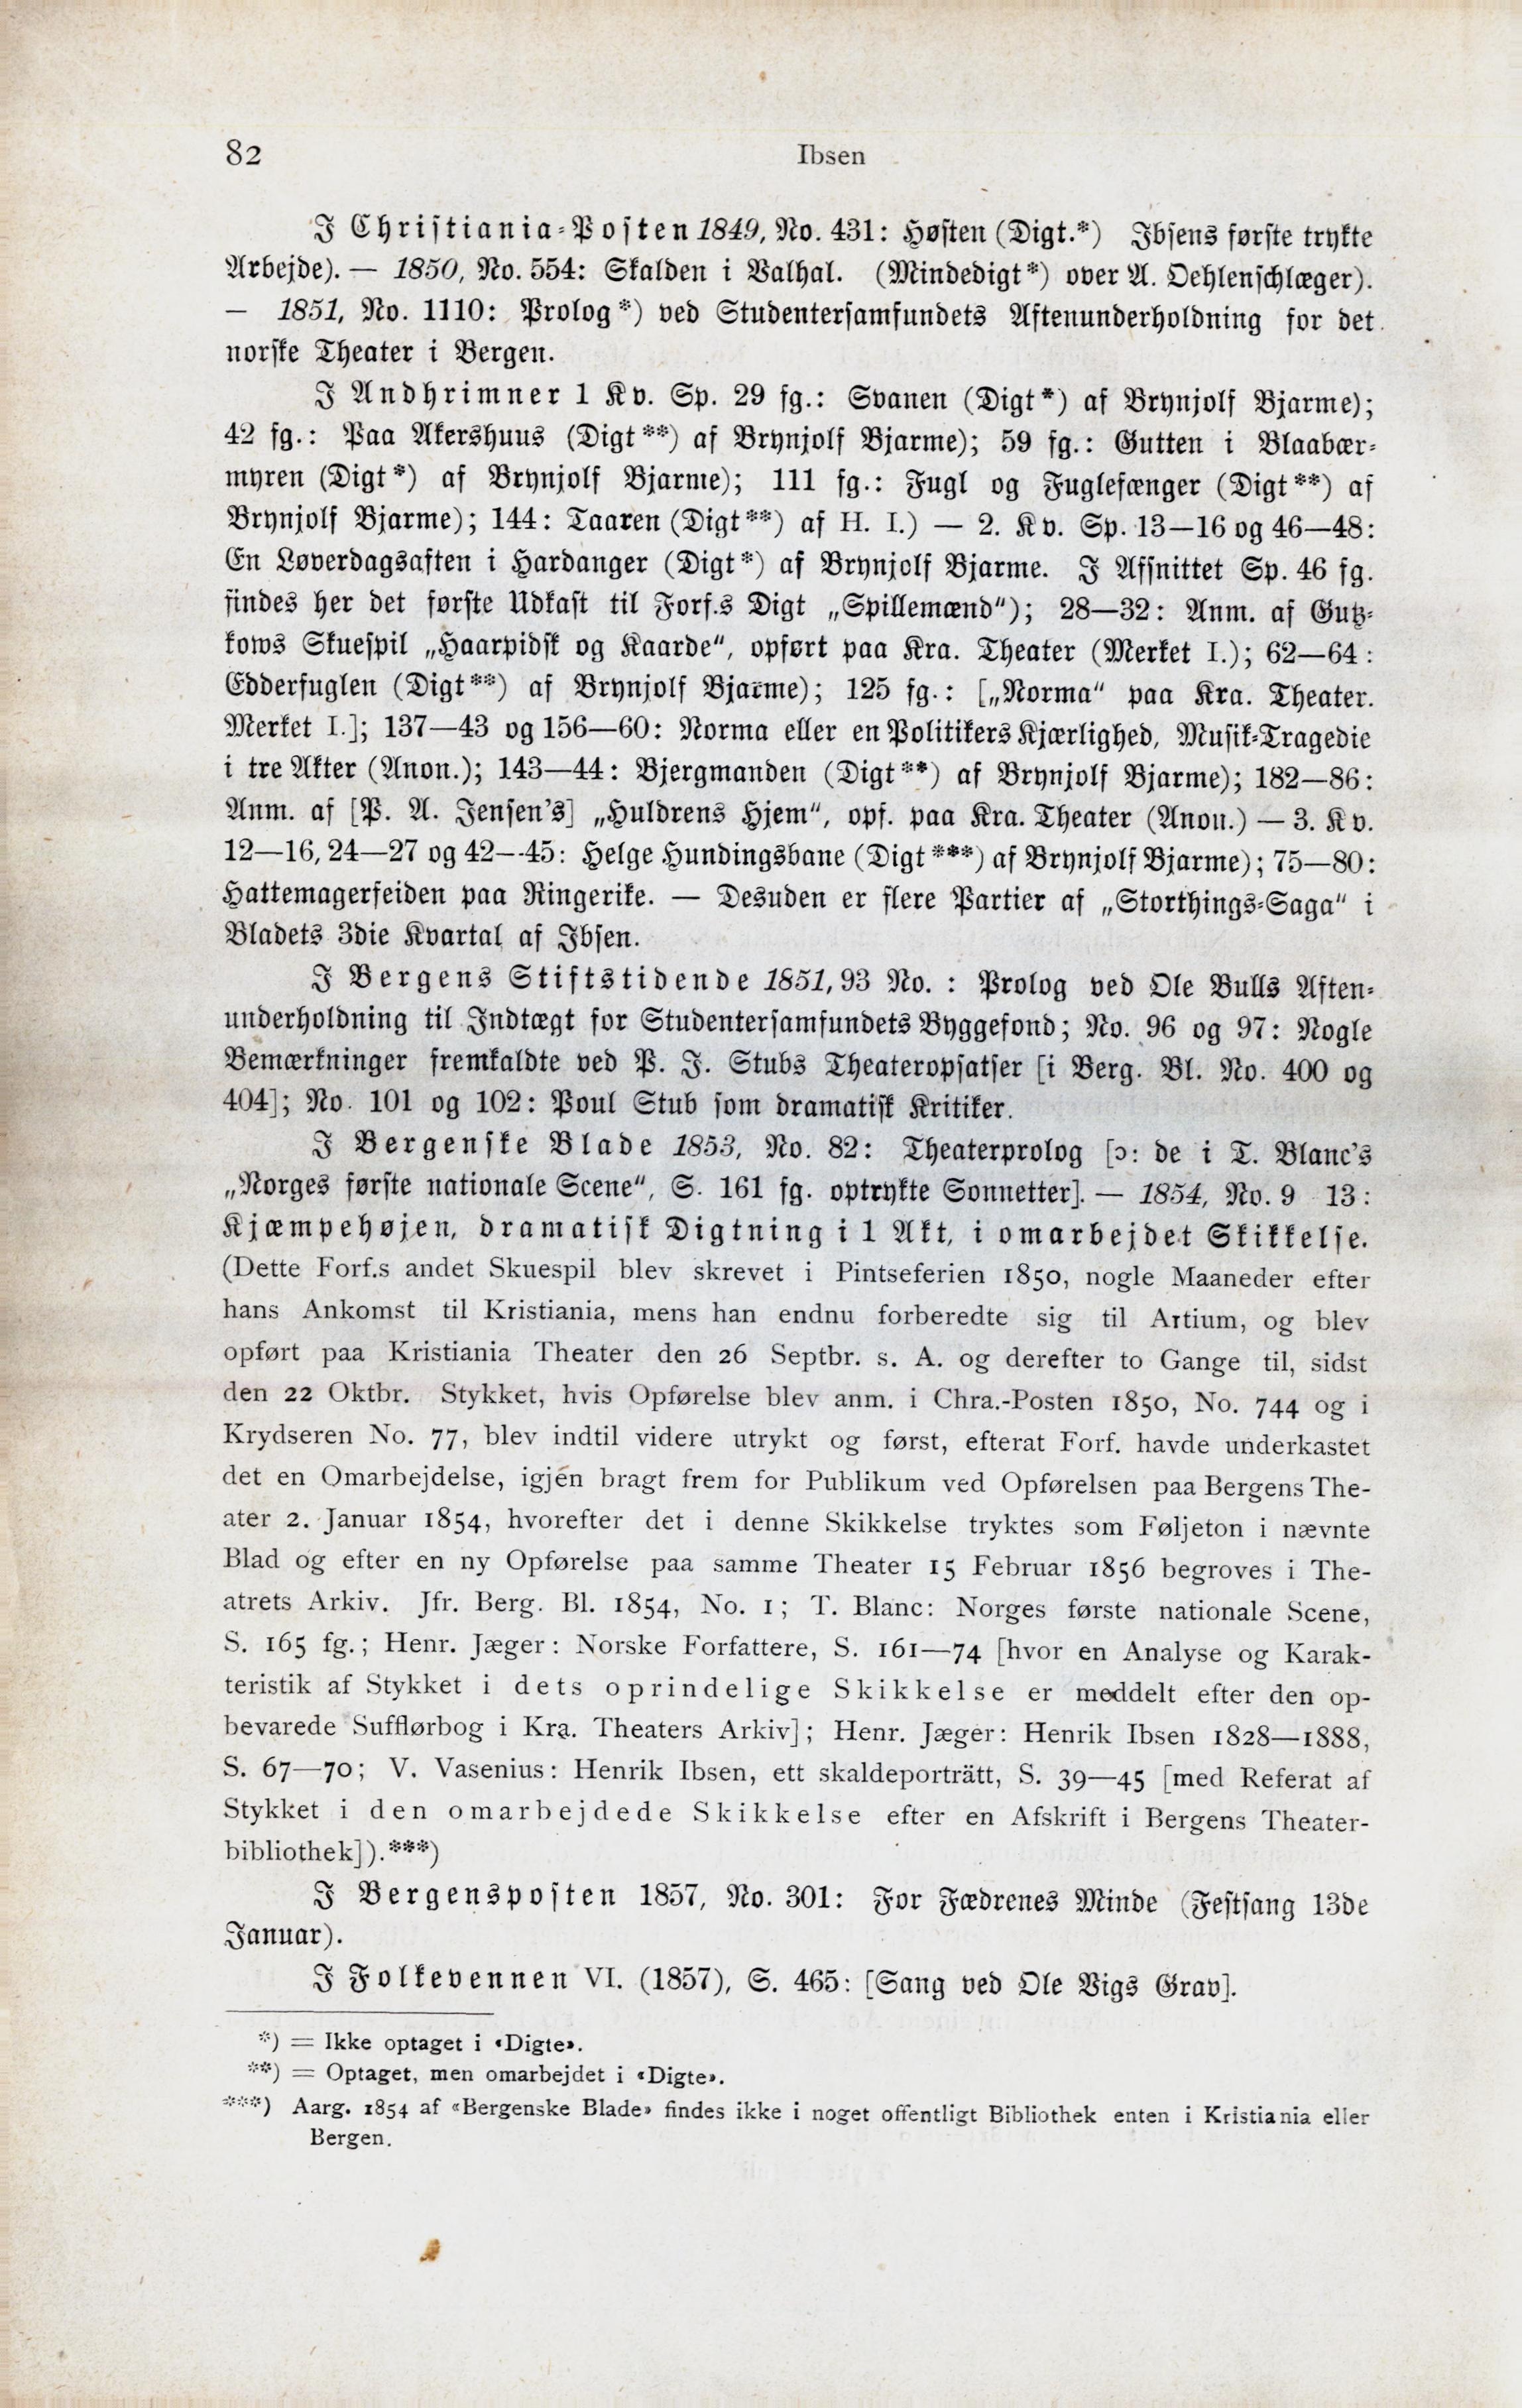 82
Ibsen
I Christiania-Posten 1849, No. 431: Høsten (Digt.*) Ibsens første trykte
Arbejde). — 1850, No. 554: Skalden i Valhal. (Mindedigt*) over A. Oehlenschlæger).
— 1851, No. 1110: Prolog*) ved Studentersamfundets Aftenunderholdning for det
norske Theater i Bergen.
I Andhrimner 1 Kv. Sp. 29 fg.: Svanen (Digt*) af Brynjolf Bjarme);
42 fg.: Paa Akershuus (Digt**) af Brynjolf Bjarme); 59 fg.: Gutten i Blaabær-
myren (Digt*) af Brynjolf Bjarme); 111 fg.: Fugl og Fuglefænger (Digt**) af
Brynjolf Bjarme); 144: Taaren (Digt**) af H. I.) — 2. Kv. Sp. 13—16 og 46—48:
En Løverdagsaften i Hardanger (Digt*) af Brynjolf Bjarme. I Afsnittet Sp. 46 fg.
findes her det første Udkast til Forf.s Digt „Spillemænd“); 28—32: Anm. af Gutz-
kows Skuespil „Haarpidsk og Kaarde“, opført paa Kra. Theater (Merket I.); 62—64:
Edderfuglen (Digt**) af Brynjolf Bjarme); 125 fg.: [„Norma“ paa Kra. Theater.
Merket I.]; 137—43 og 156—60: Norma eller en Politikers Kjærlighed, Musik-Tragedie
i tre Akter (Anon.); 143—44: Bjergmanden (Digt**) af Brynjolf Bjarme); 182—86:
Anm. af [P. A. Jensen's] „Huldrens Hjem“, opf. paa Kra. Theater (Anon.) — 3. Kv.
12—16, 24—27 og 42—45: Helge Hundingsbane (Digt***) af Brynjolf Bjarme); 75—80:
Hattemagerfeiden paa Ringerike. — Desuden er flere Partier af „Storthings-Saga“ i
Bladets 3die Kvartal af Ibsen.
I Bergens Stiftstidende 1851, 93 No. : Prolog ved Ole Bulls Aften-
underholdning til Indtægt for Studentersamfundets Byggefond; No. 96 og 97: Nogle
Bemærkninger fremkaldte ved P. J. Stubs Theateropsatser [i Berg. Bl. No. 400 og
404]; No. 101 og 102: Poul Stub som dramatisk Kritiker.
I Bergenske Blade 1853, No. 82: Theaterprolog [ɔ: de i T. Blanc's
„Norges første nationale Scene“, S. 161 fg. optrykte Sonnetter]. — 1854, No. 9 13:
Kjæmpehøjen, dramatisk Digtning i 1 Akt, i omarbejdet Skikkelse.
(Dette Forf.s andet Skuespil blev skrevet i Pintseferien 1850, nogle Maaneder efter
hans Ankomst til Kristiania, mens han endnu forberedte sig til Artium, og blev
opført paa Kristiania Theater den 26 Septbr. s. A. og derefter to Gange til, sidst
den 22 Oktbr. Stykket, hvis Opførelse blev anm. i Chra.-Posten 1850, No. 744 og i
Krydseren No. 77, blev indtil videre utrykt og først, efterat Forf. havde underkastet
det en Omarbejdelse, igjén bragt frem for Publikum ved Opførelsen paa Bergens The-
ater 2. Januar 1854, hvorefter det i denne Skikkelse tryktes som Føljeton i nævnte
Blad og efter en ny Opførelse paa samme Theater 15 Februar 1856 begroves i The-
atrets Arkiv. Jfr. Berg. Bl. 1854, No. 1; T. Blanc: Norges første nationale Scene,
S. 165 fg.; Henr. Jæger: Norske Forfattere, S. 161—74 [hvor en Analyse og Karak-
teristik af Stykket i dets oprindelige Skikkelse er meddelt efter den op-
bevarede Sufflørbog i Kra. Theaters Arkiv]; Henr. Jæger: Henrik Ibsen 1828—1888,
S. 67—70; V. Vasenius: Henrik Ibsen, ett skaldeporträtt, S. 39—45 [med Referat af
Stykket i den omarbejdede Skikkelse efter en Afskrift i Bergens Theater-
bibliothek]).***)
I Bergensposten 1857, No. 301: For Fædrenes Minde (Festsang 13de
Januar).
I Folkevennen VI. (1857), S. 465: [Sang ved Ole Vigs Grav].
*) = Ikke optaget i «Digte».
**) = Optaget, men omarbejdet i «Digte».
***) Aarg. 1854 af «Bergenske Blade» findes ikke i noget offentligt Bibliothek enten i Kristiania eller
Bergen.